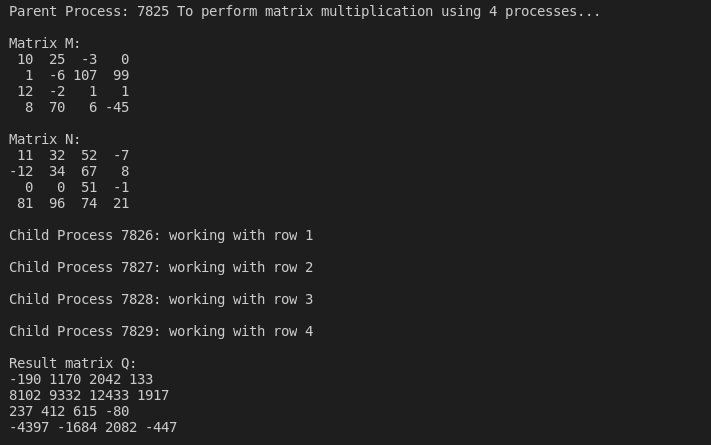 Parent Process: 7825 To perform matrix multiplication using 4 processes...
Matrix M:
10 25 -3 0
1 -6 107 99
12 -2 1 1
8 70 6 -45
Matrix N:
11 32 52 -7
-12 34 67 8
0 0 51 -1
81 96 74 21
Child Process 7826: working with row 1
Child Process 7827: working with row 2
Child Process 7828: working with row 3
Child Process 7829: working with row 4
Result matrix Q:
-190 1170 2042 133
8102 9332 12433 1917
237 412 615 -80
-4397 -1684 2082 -447